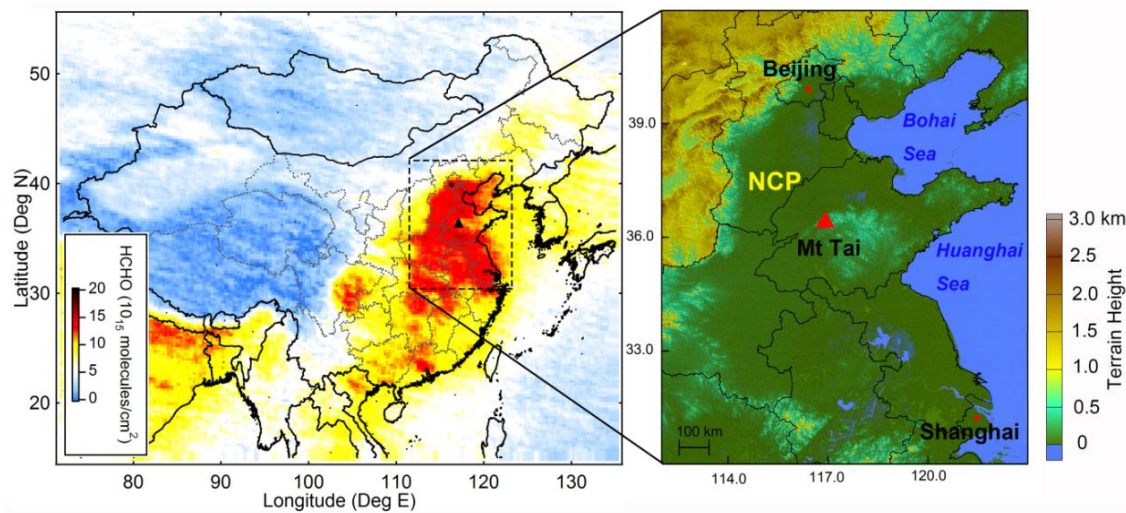 50
40
30
20
Latitude (Deg N)
HCHO (10₁₅ molecules/cm²)
20
15
10
5
0
80
90
100
110
120
130
Longitude (Deg E)
Beijing
39.0
Bohai
Sea
NCP
36.0
Mt Tai
Huanghai
Sea
33.0
100 km
Shanghai
114.0
117.0
120.0
3.0 km
2.5
2.0
1.5
1.0
0.5
0
Terrain Height